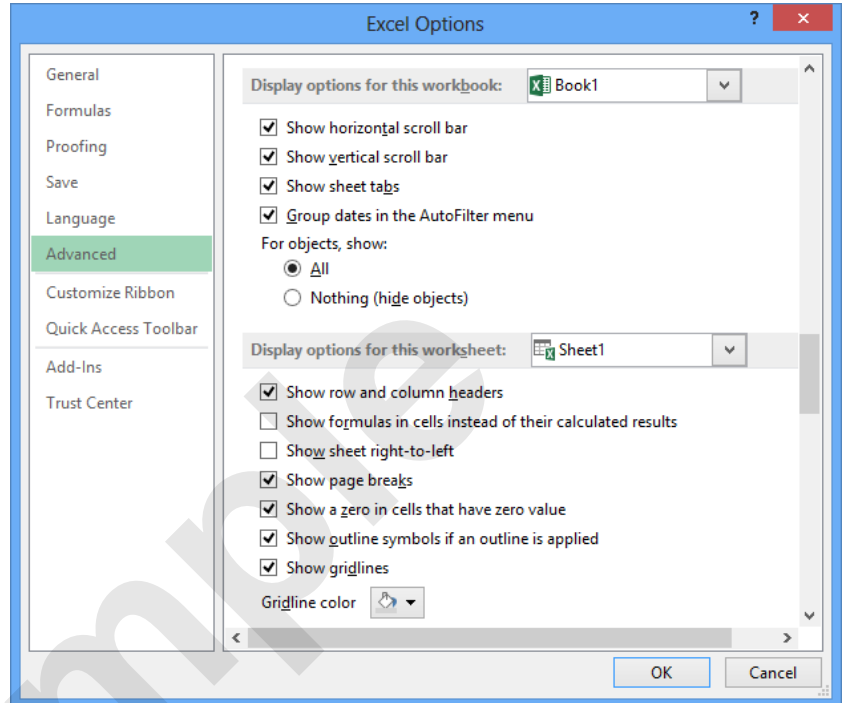 Excel Options
?
×
General
Formulas
Proofing
Save
Language
Advanced
Customize Ribbon
Quick Access Toolbar
Add-Ins
Trust Center
Display options for this workbook: Book1
Show horizontal scroll bar
Show vertical scroll bar
Show sheet tabs
Group dates in the AutoFilter menu
For objects, show:
All
Nothing (hide objects)
Display options for this worksheet: Sheet1
Show row and column headers
Show formulas in cells instead of their calculated results
Show sheet right-to-left
Show page breaks
Show a zero in cells that have zero value
Show outline symbols if an outline is applied
Show gridlines
Gridline color
OK Cancel
mple